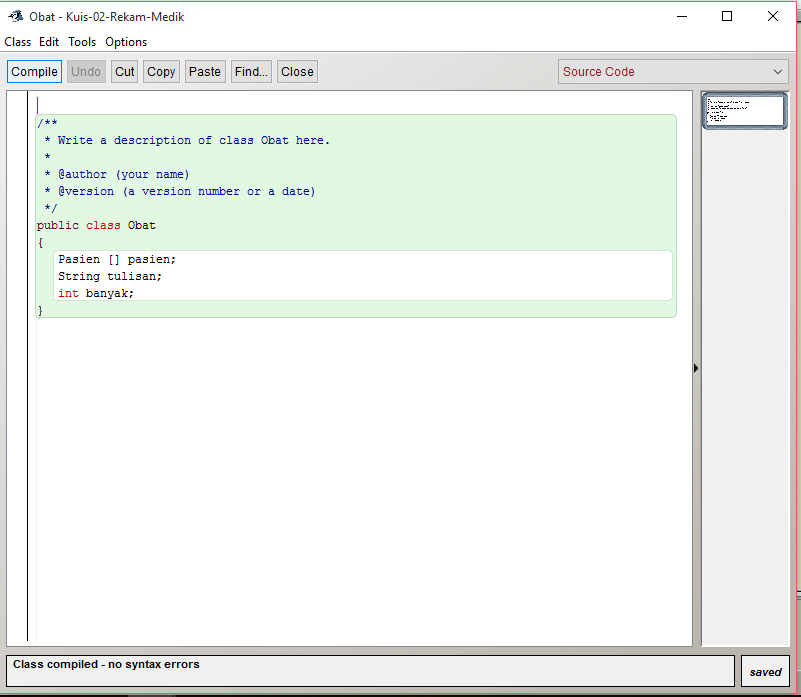 Obat - Kuis-02-Rekam-Medik
Class Edit Tools Options
Compile Undo Cut Copy Paste Find... Close Source Code
/**
 * Write a description of class Obat here.
 *
 * @author (your name)
 * @version (a version number or a date)
 */
public class Obat
{
    Pasien [] pasien;
    String tulisan;
    int banyak;
}
Class compiled - no syntax errors
saved